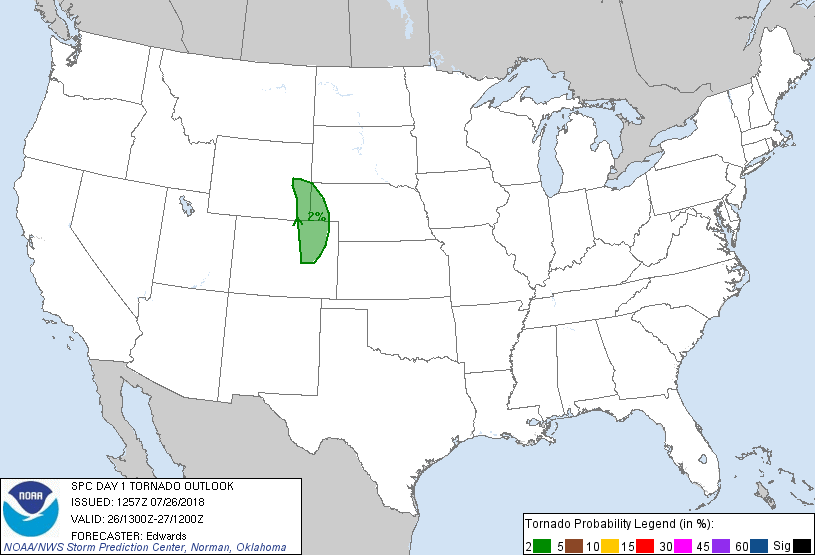 2%
NOAA
SPC DAY 1 TORNADO OUTLOOK
ISSUED: 1257Z 07/26/2018
VALID: 26/1300Z-27/1200Z
FORECASTER: Edwards
NOAA/NWS Storm Prediction Center, Norman, Oklahoma
Tornado Probability Legend (in %):
2 5 10 15 30 45 60 Sig